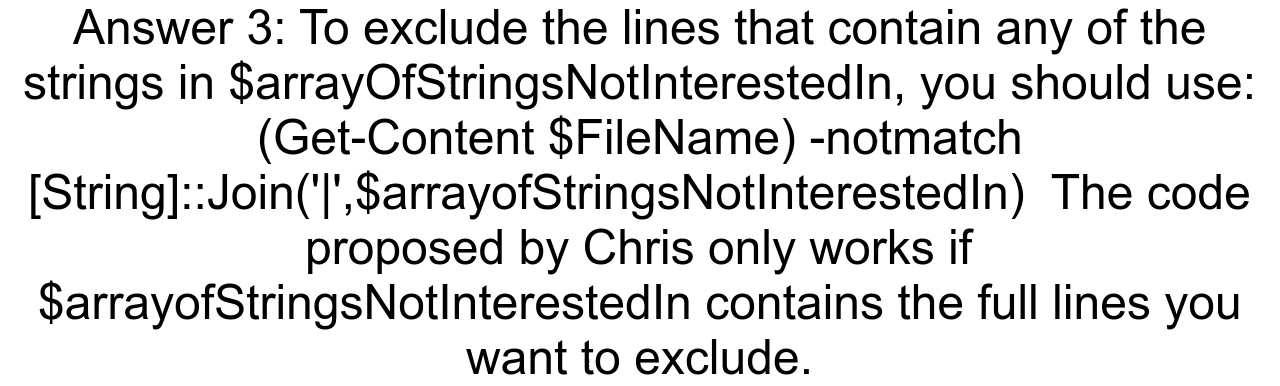 Answer 3: To exclude the lines that contain any of the
strings in $arrayOfStringsNotInterestedIn, you should use:
(Get-Content $FileName) -notmatch
[String]::Join('|',$arrayofStringsNotInterestedIn)  The code
proposed by Chris only works if
$arrayofStringsNotInterestedIn contains the full lines you
want to exclude.